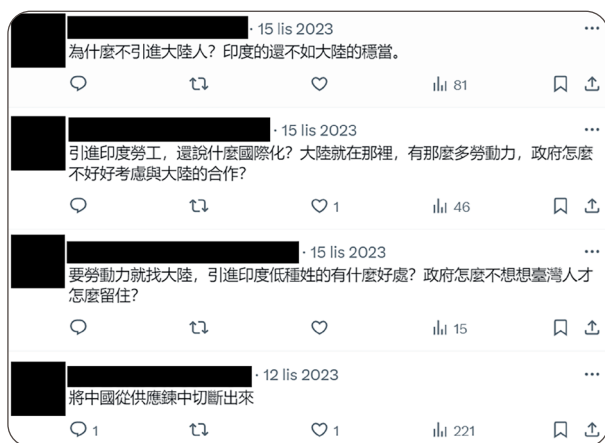 · 15 lis 2023
為什麼不引進大陸人？印度的還不如大陸的穩當。
81
· 15 lis 2023
引進印度勞工，還說什麼國際化？大陸就在那裡，有那麼多勞動力，政府怎麼
不好好考慮與大陸的合作？
1 46
· 15 lis 2023
要勞動力就找大陸，引進印度低種姓的有什麼好處？政府怎麼不想想臺灣人才
怎麼留住？
15
· 12 lis 2023
將中國從供應鍊中切斷出來
1 1 221